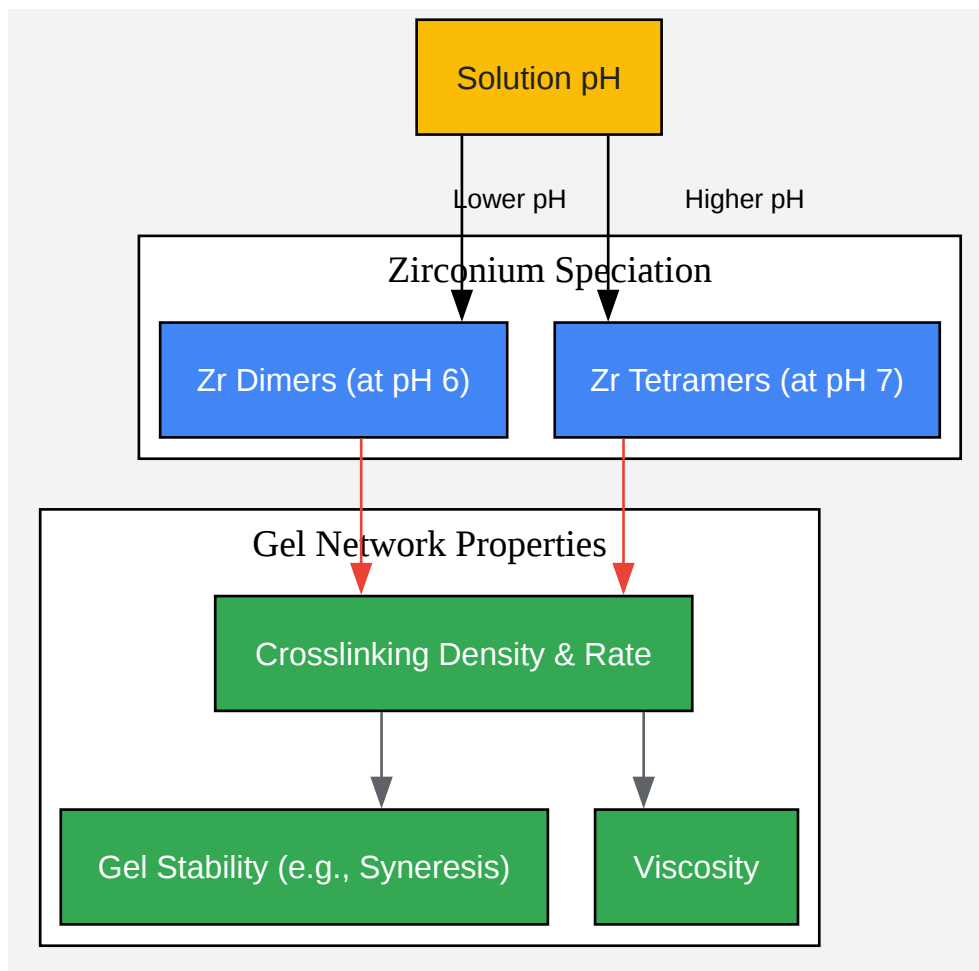 Solution pH
Lower pH
Higher pH
Zirconium Speciation
Zr Dimers (at pH 6)
Zr Tetramers (at pH 7)
Gel Network Properties
Crosslinking Density & Rate
Gel Stability (e.g., Syneresis)
Viscosity